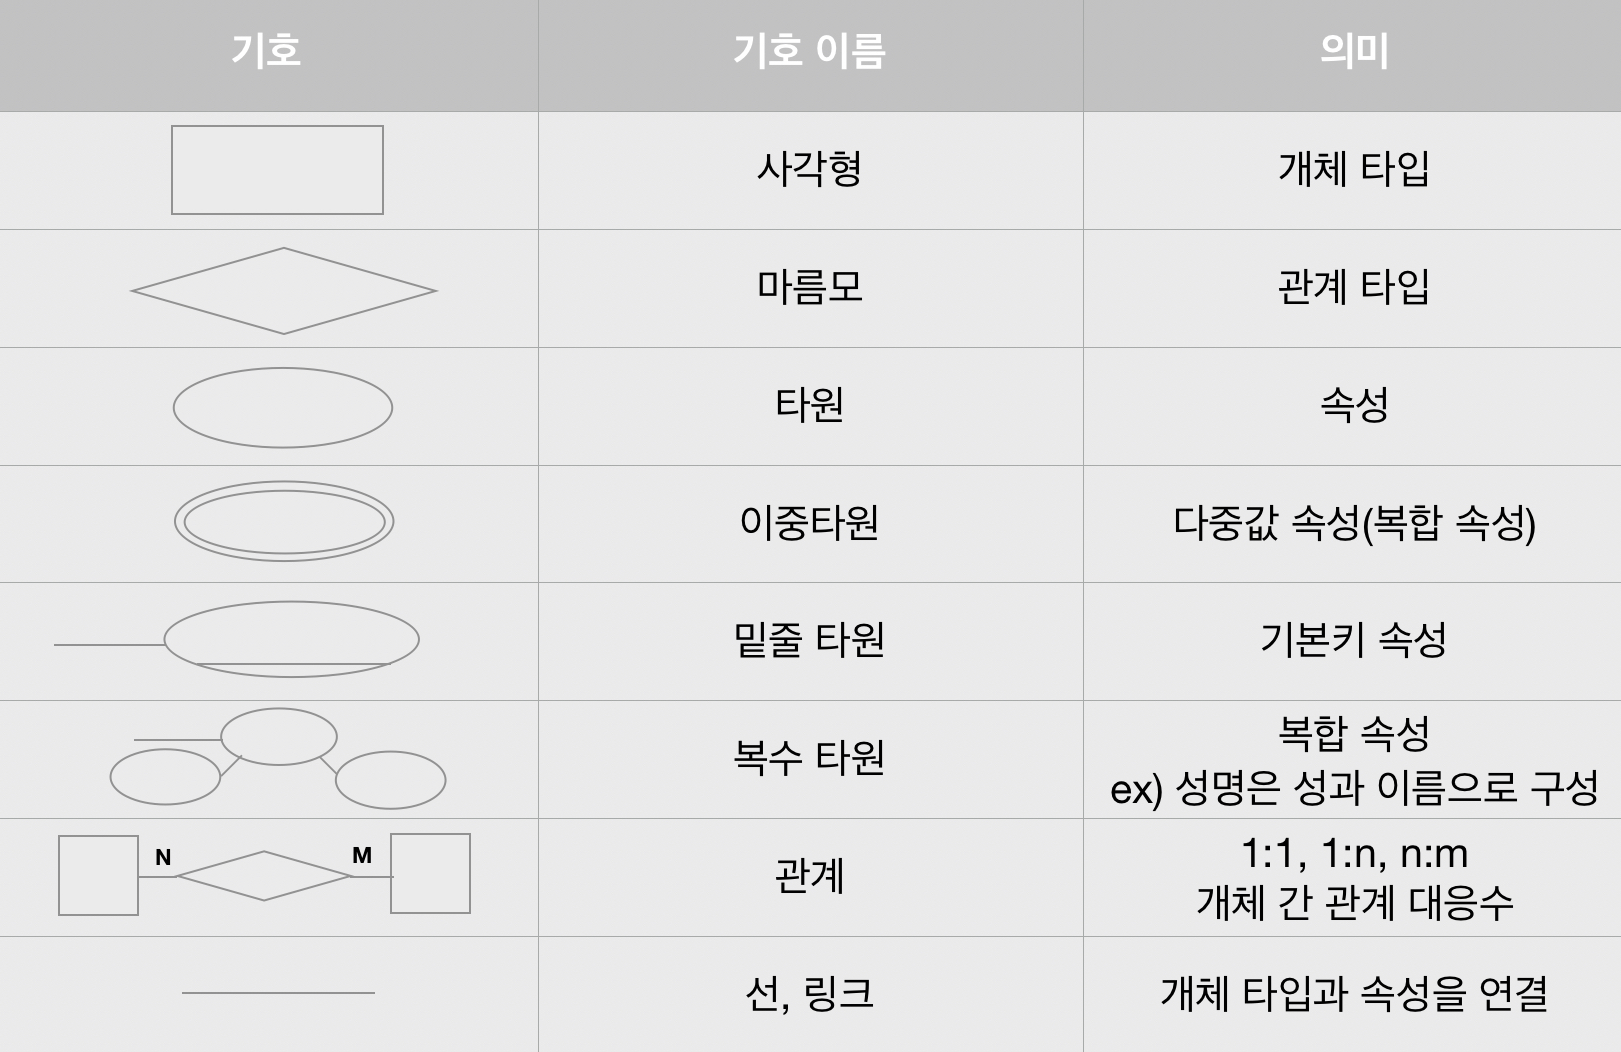 기호 기호 이름 의미
사각형 개체 타입
마름모 관계 타입
타원 속성
이중타원 다중값 속성(복합 속성)
밑줄 타원 기본키 속성
복수 타원 복합 속성
ex) 성명은 성과 이름으로 구성
N M 관계 1:1, 1:n, n:m
개체 간 관계 대응수
선, 링크 개체 타입과 속성을 연결